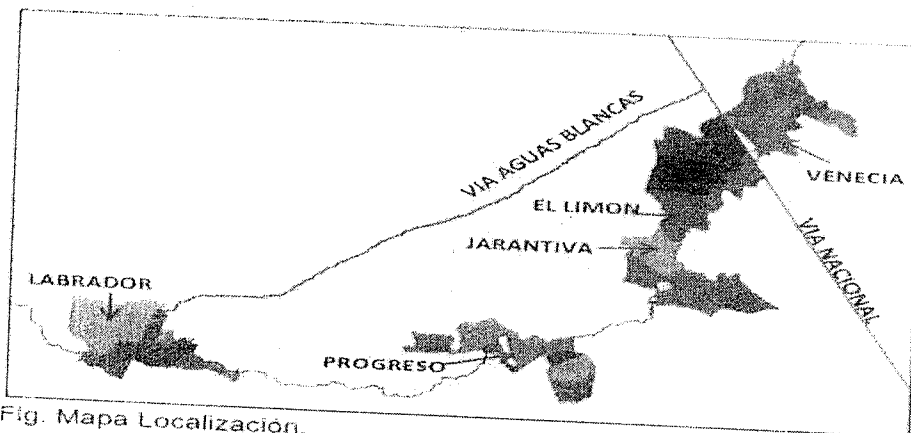 VIA AGUAS BLANCAS
VENECIA
EL LIMON
JARANTIVA
VIA NACIONAL
LABRADOR
PROGRESO
Fig. Mapa Localización.